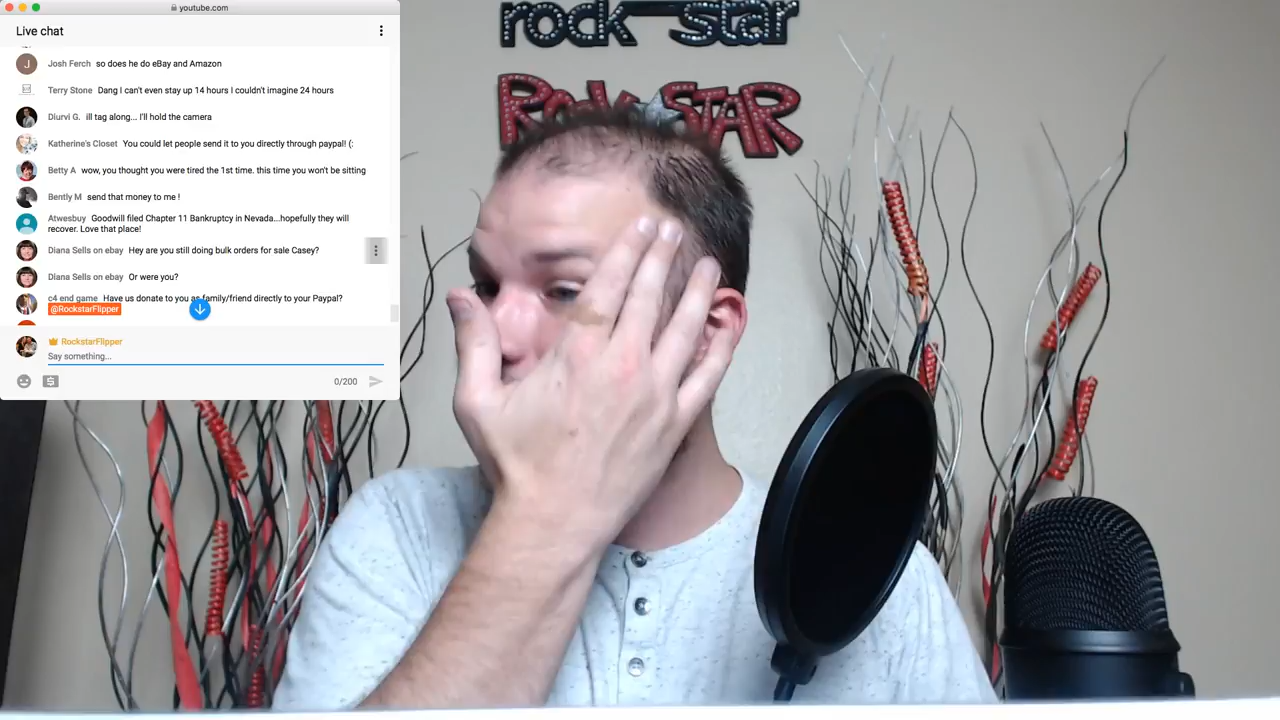 youtube.com
Live chat
Josh Ferch so does he do eBay and Amazon
Terry Stone Dang I can't even stay up 14 hours I couldn't imagine 24 hours
Diurvi G. ill tag along... I'll hold the camera
Katherine's Closet You could let people send it to you directly through paypal! (:
Betty A wow, you thought you were tired the 1st time. this time you won't be sitting
Bently M send that money to me !
Atwesbuy Goodwill filed Chapter 11 Bankruptcy in Nevada...hopefully they will
recover. Love that place!
Diana Sells on ebay Hey are you still doing bulk orders for sale Casey?
Diana Sells on ebay Or were you?
c4 end game Have us donate to you as family/friend directly to your Paypal?
@RockstarFlipper
RockstarFlipper
Say something...
0/200
rock star
ROCK STAR